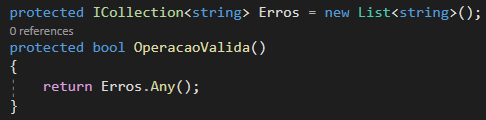 protected ICollection<string> Erros = new List<string>();
0 references
protected bool OperacaoValida()
{
return Erros.Any();
}